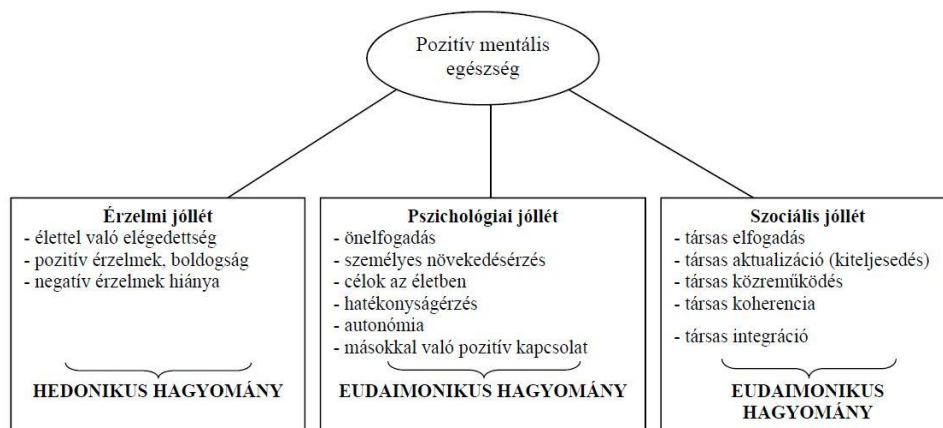 Pozitív mentális
egészség
Érzelmi jóllét
- élettel való elégedettség
- pozitív érzelmek, boldogság
- negatív érzelmek hiánya
HEDONIKUS HAGYOMÁNY
Pszichológiai jóllét
- önelfogadás
- személyes növekedésérzés
- célok az életben
- hatékonyságérzés
- autonómia
- másokkal való pozitív kapcsolat
EUDAIMONIKUS HAGYOMÁNY
Szociális jóllét
- társas elfogadás
- társas aktualizáció (kiteljesedés)
- társas közreműködés
- társas koherencia
- társas integráció
EUDAIMONIKUS
HAGYOMÁNY